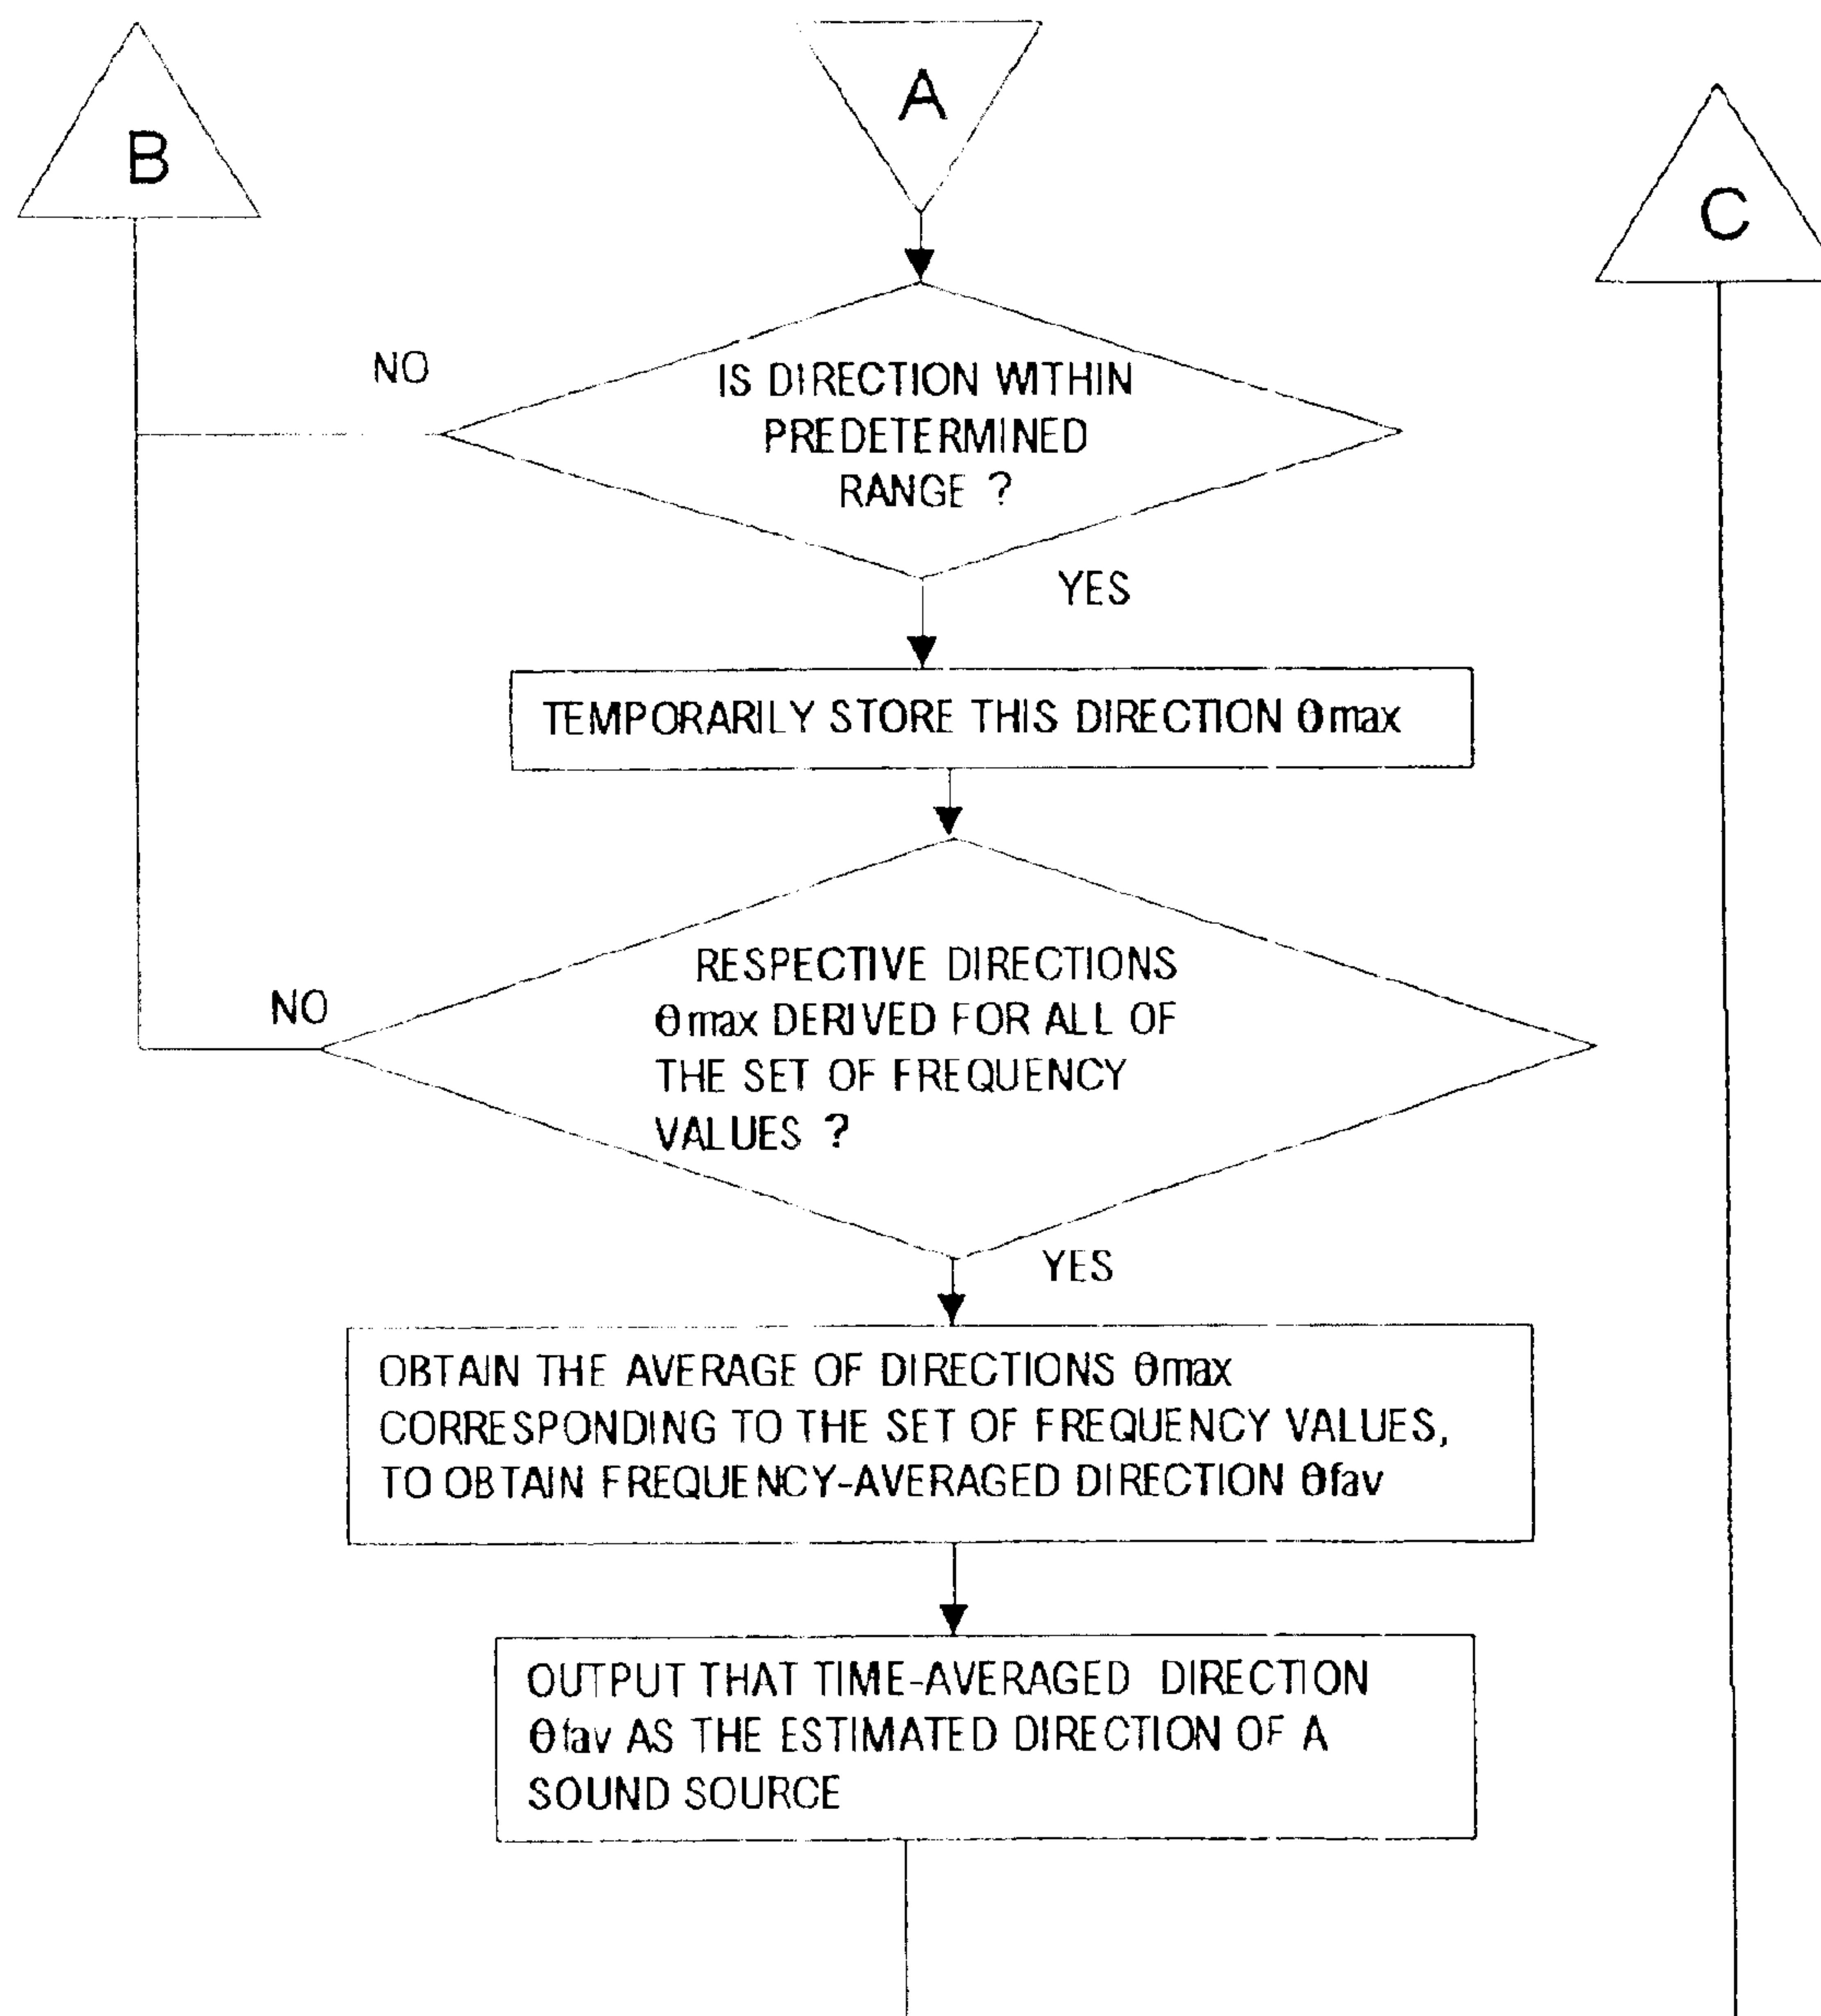 B
A
C
NO
IS DIRECTION WITHIN
PREDETERMINED
RANGE ?
YES
TEMPORARILY STORE THIS DIRECTION θmax
NO
RESPECTIVE DIRECTIONS
θmax DERIVED FOR ALL OF
THE SET OF FREQUENCY
VALUES ?
YES
OBTAIN THE AVERAGE OF DIRECTIONS θmax
CORRESPONDING TO THE SET OF FREQUENCY VALUES,
TO OBTAIN FREQUENCY-AVERAGED DIRECTION θfav
OUTPUT THAT TIME-AVERAGED DIRECTION
θfav AS THE ESTIMATED DIRECTION OF A
SOUND SOURCE